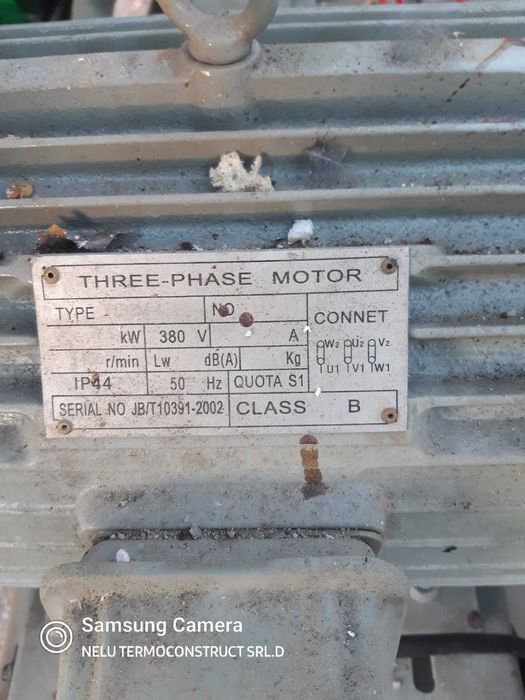 THREE-PHASE MOTOR
TYPE NO CONNET
kW 380 V A
W2 U2 V2
r/min Lw dB(A) Kg
U1 V1 W1
IP44 50 Hz QUOTA S1
SERIAL NO JB/T10391-2002 CLASS B
Samsung Camera
NELU TERMOCONSTRUCT SRL.D